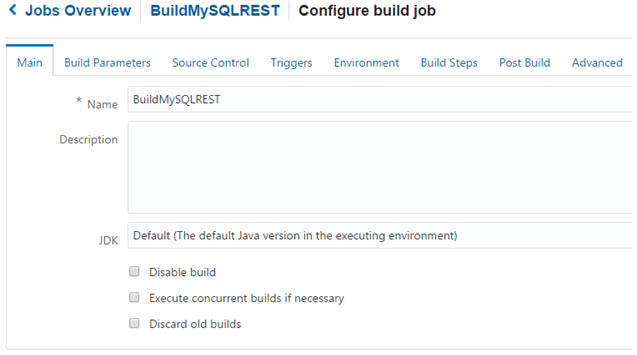 Jobs Overview BuildMySQLREST Configure build job
Main Build Parameters Source Control Triggers Environment Build Steps Post Build Advanced
* Name BuildMySQLREST
Description
JDK Default (The default Java version in the executing environment)
Disable build
Execute concurrent builds if necessary
Discard old builds